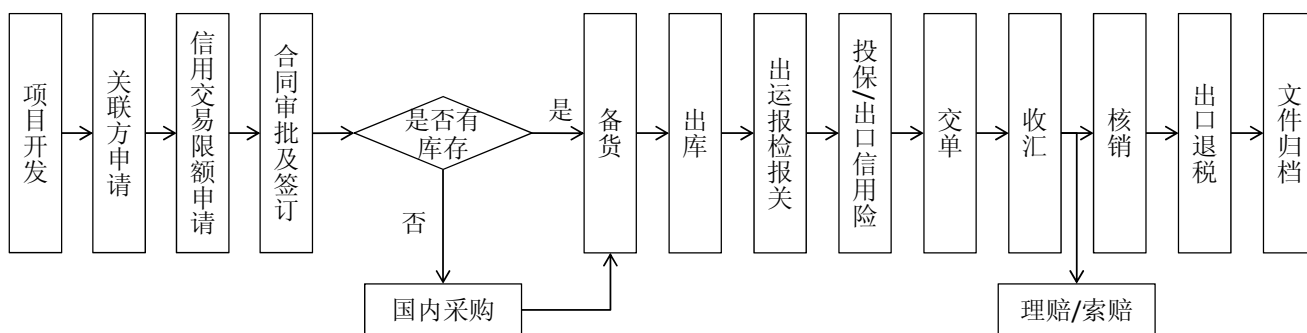 项目开发
关联方申请
信用交易限额申请
合同审批及签订
是否有
库存
是
否
国内采购
备货
出库
出运报检报关
投保/出口信用险
交单
收汇
理赔/索赔
核销
出口退税
文件归档